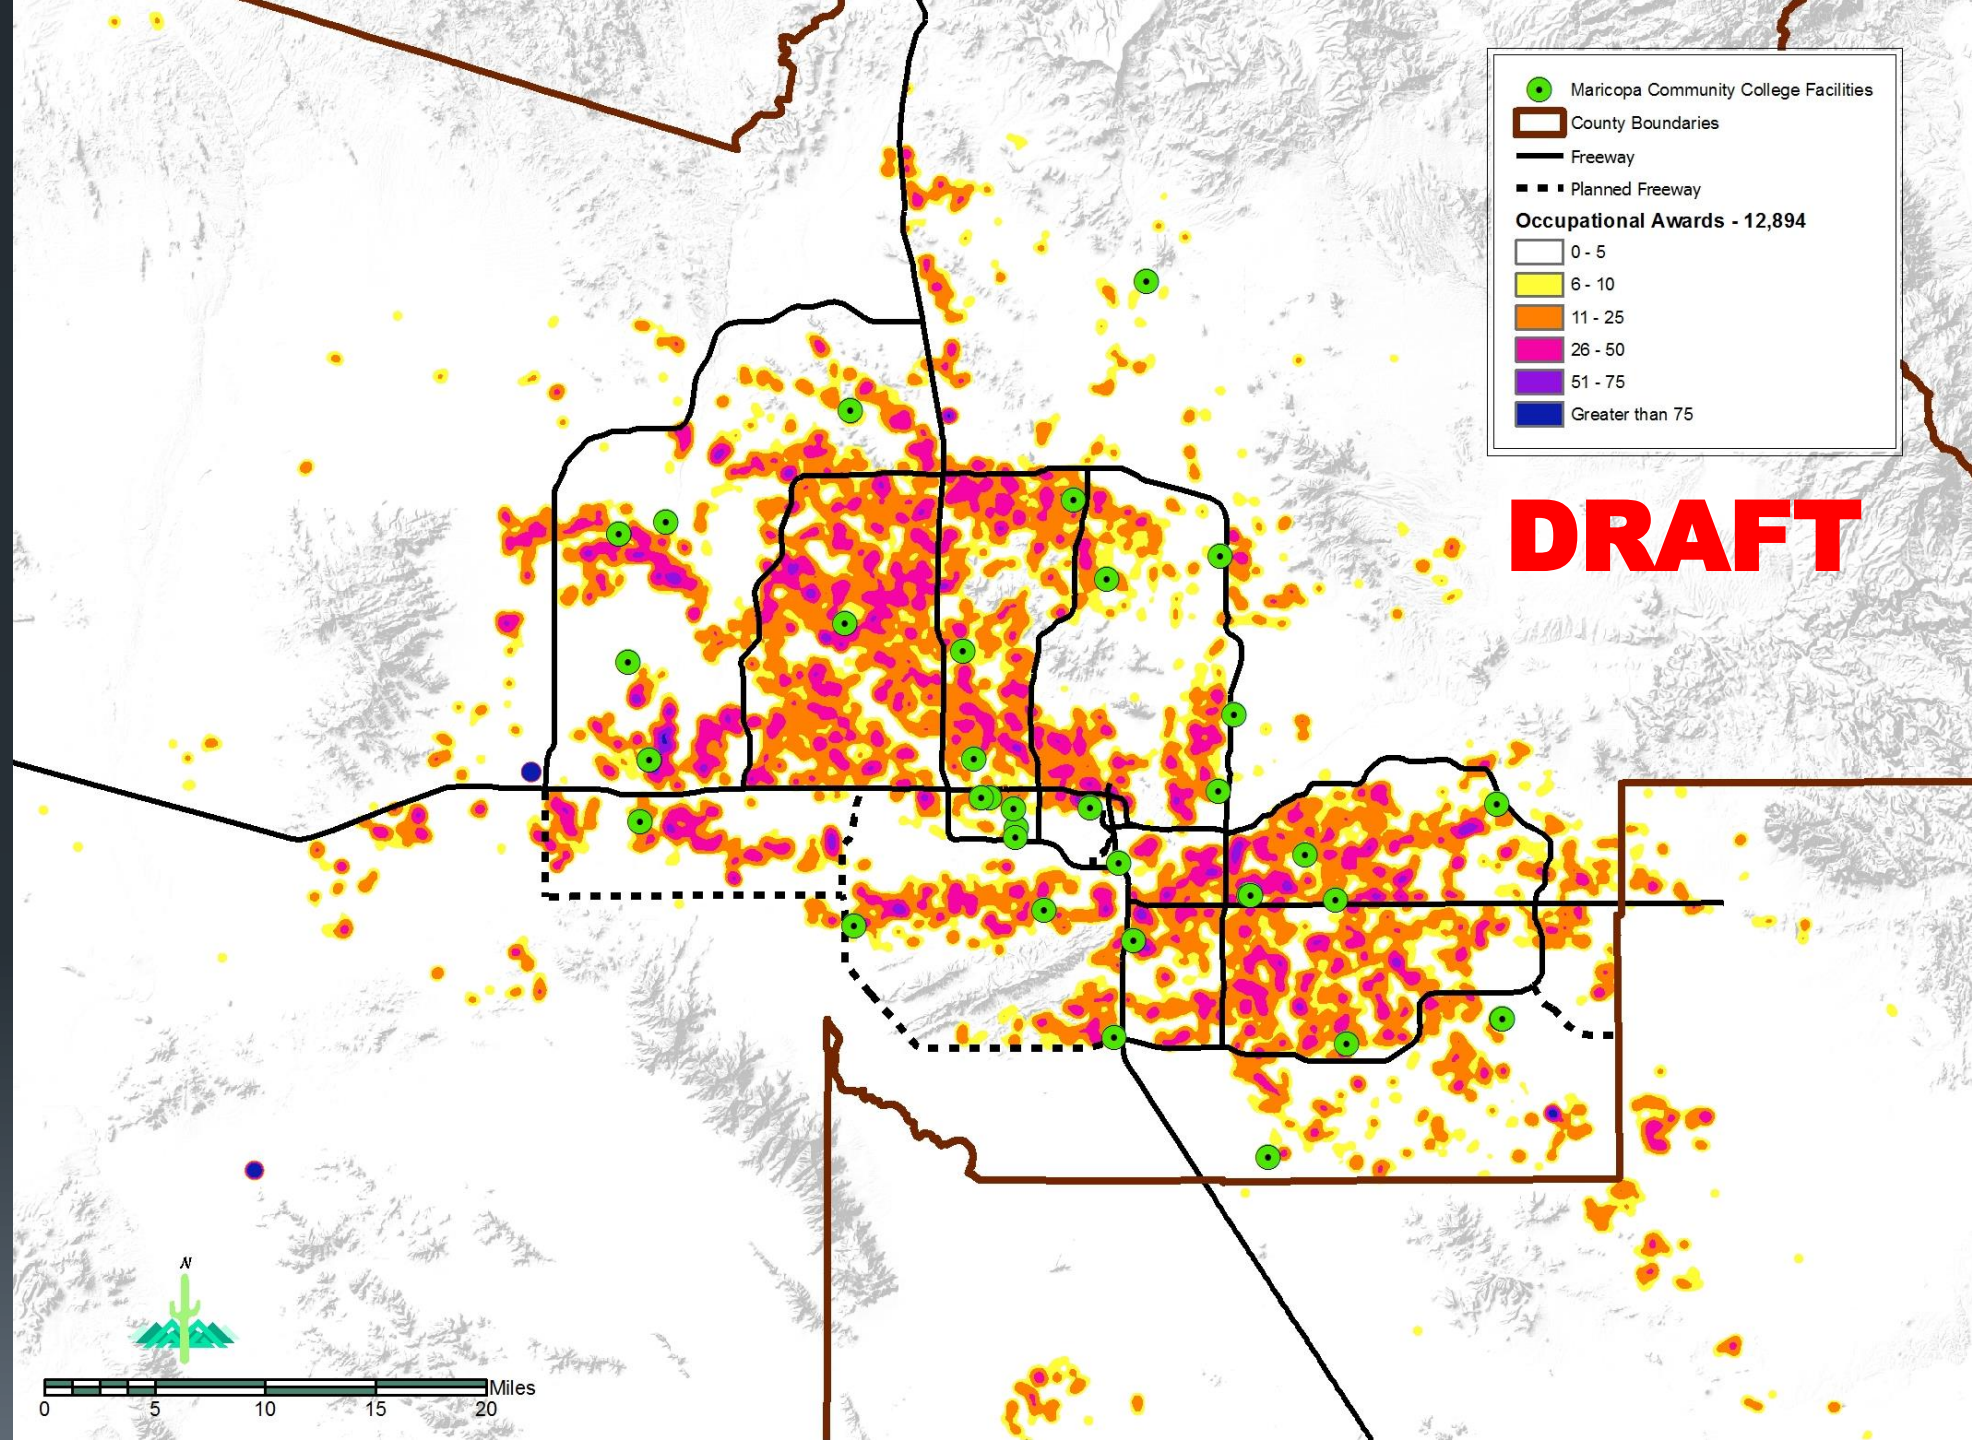 Maricopa Community College Facilities
County Boundaries
Freeway
Planned Freeway
Occupational Awards - 12,894
0 - 5
6 - 10
11 - 25
26 - 50
51 - 75
Greater than 75
DRAFT
N
Miles
0 5 10 15 20